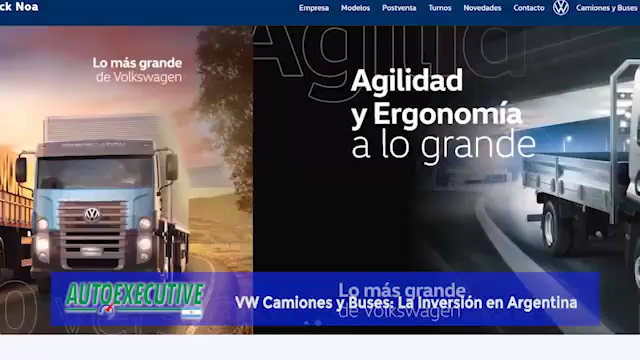 ck Noa
Empresa
Modelos
Postventa
Turnos
Novedades
Contacto
Camiones y Buses
Lo más grande
de Volkswagen
Agilidad
y Ergonomía
a lo grande
Lo más grande
de Volkswagen
AUTOEXECUTIVE
VW Camiones y Buses: La Inversión en Argentina